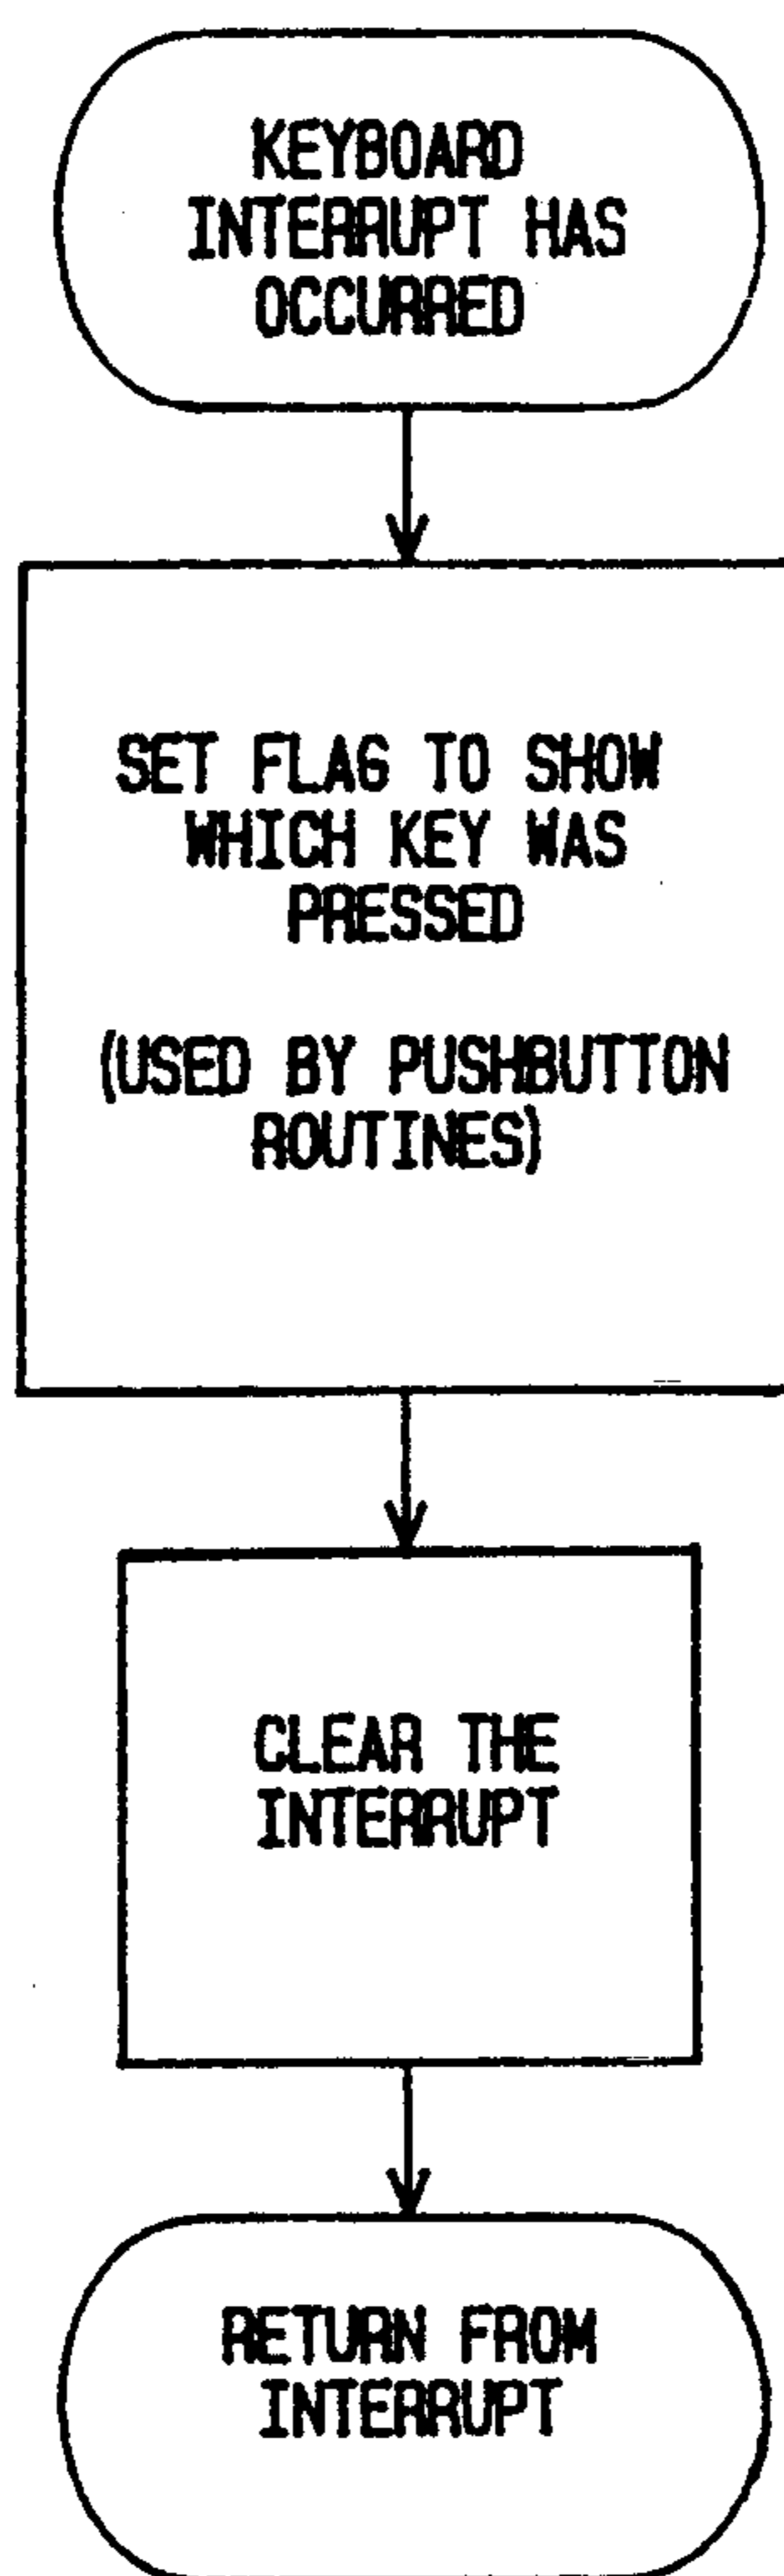 KEYBOARD
INTERRUPT HAS
OCCURRED
SET FLAG TO SHOW
WHICH KEY WAS
PRESSED
(USED BY PUSHBUTTON
ROUTINES)
CLEAR THE
INTERRUPT
RETURN FROM
INTERRUPT